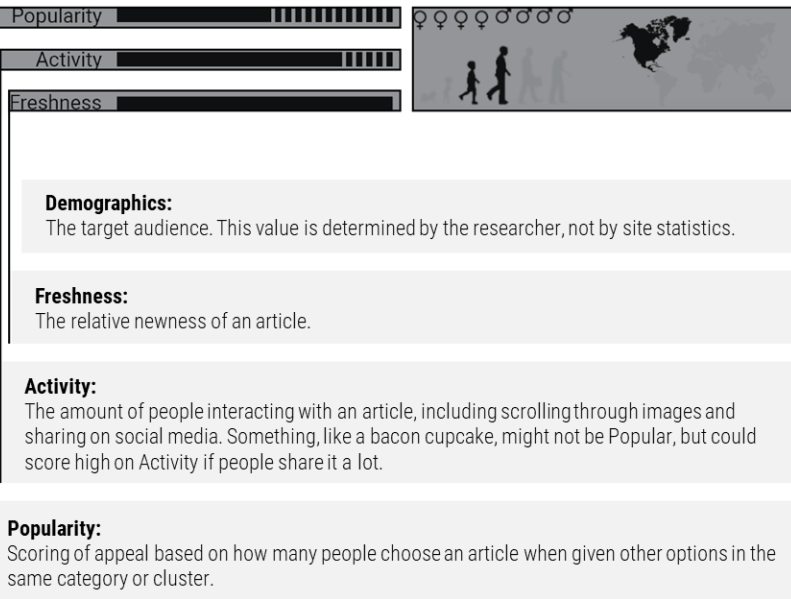 Popularity
Activity
Freshness
Demographics:
The target audience. This value is determined by the researcher, not by site statistics.
Freshness:
The relative newness of an article.
Activity:
The amount of people interacting with an article, including scrolling through images and
sharing on social media. Something, like a bacon cupcake, might not be Popular, but could
score high on Activity if people share it a lot.
Popularity:
Scoring of appeal based on how many people choose an article when given other options in the
same category or cluster.